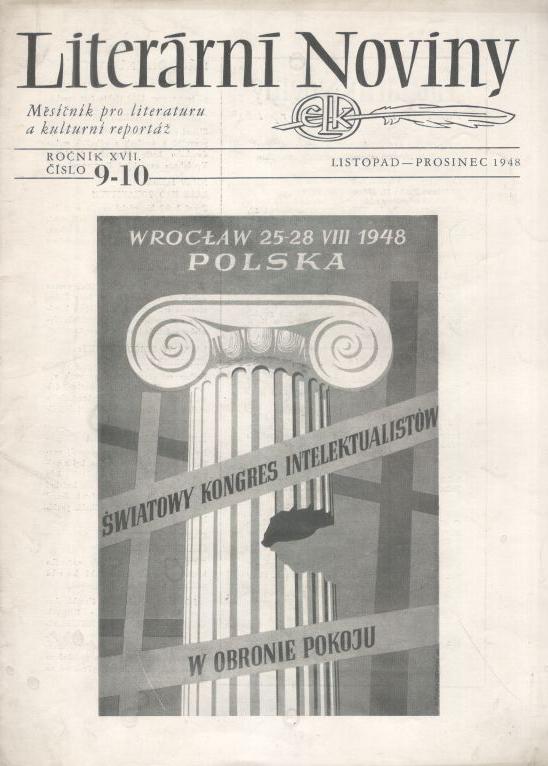 Literární Noviny
Měsíčník pro literaturu
a kulturní reportáž
ELK
ROČNÍK XVII.
ČÍSLO 9-10
LISTOPAD—PROSINEC 1948
WROCŁAW 25-28 VIII 1948
POLSKA
ŚWIATOWY KONGRES INTELEKTUALISTÓW
W OBRONIE POKOJU